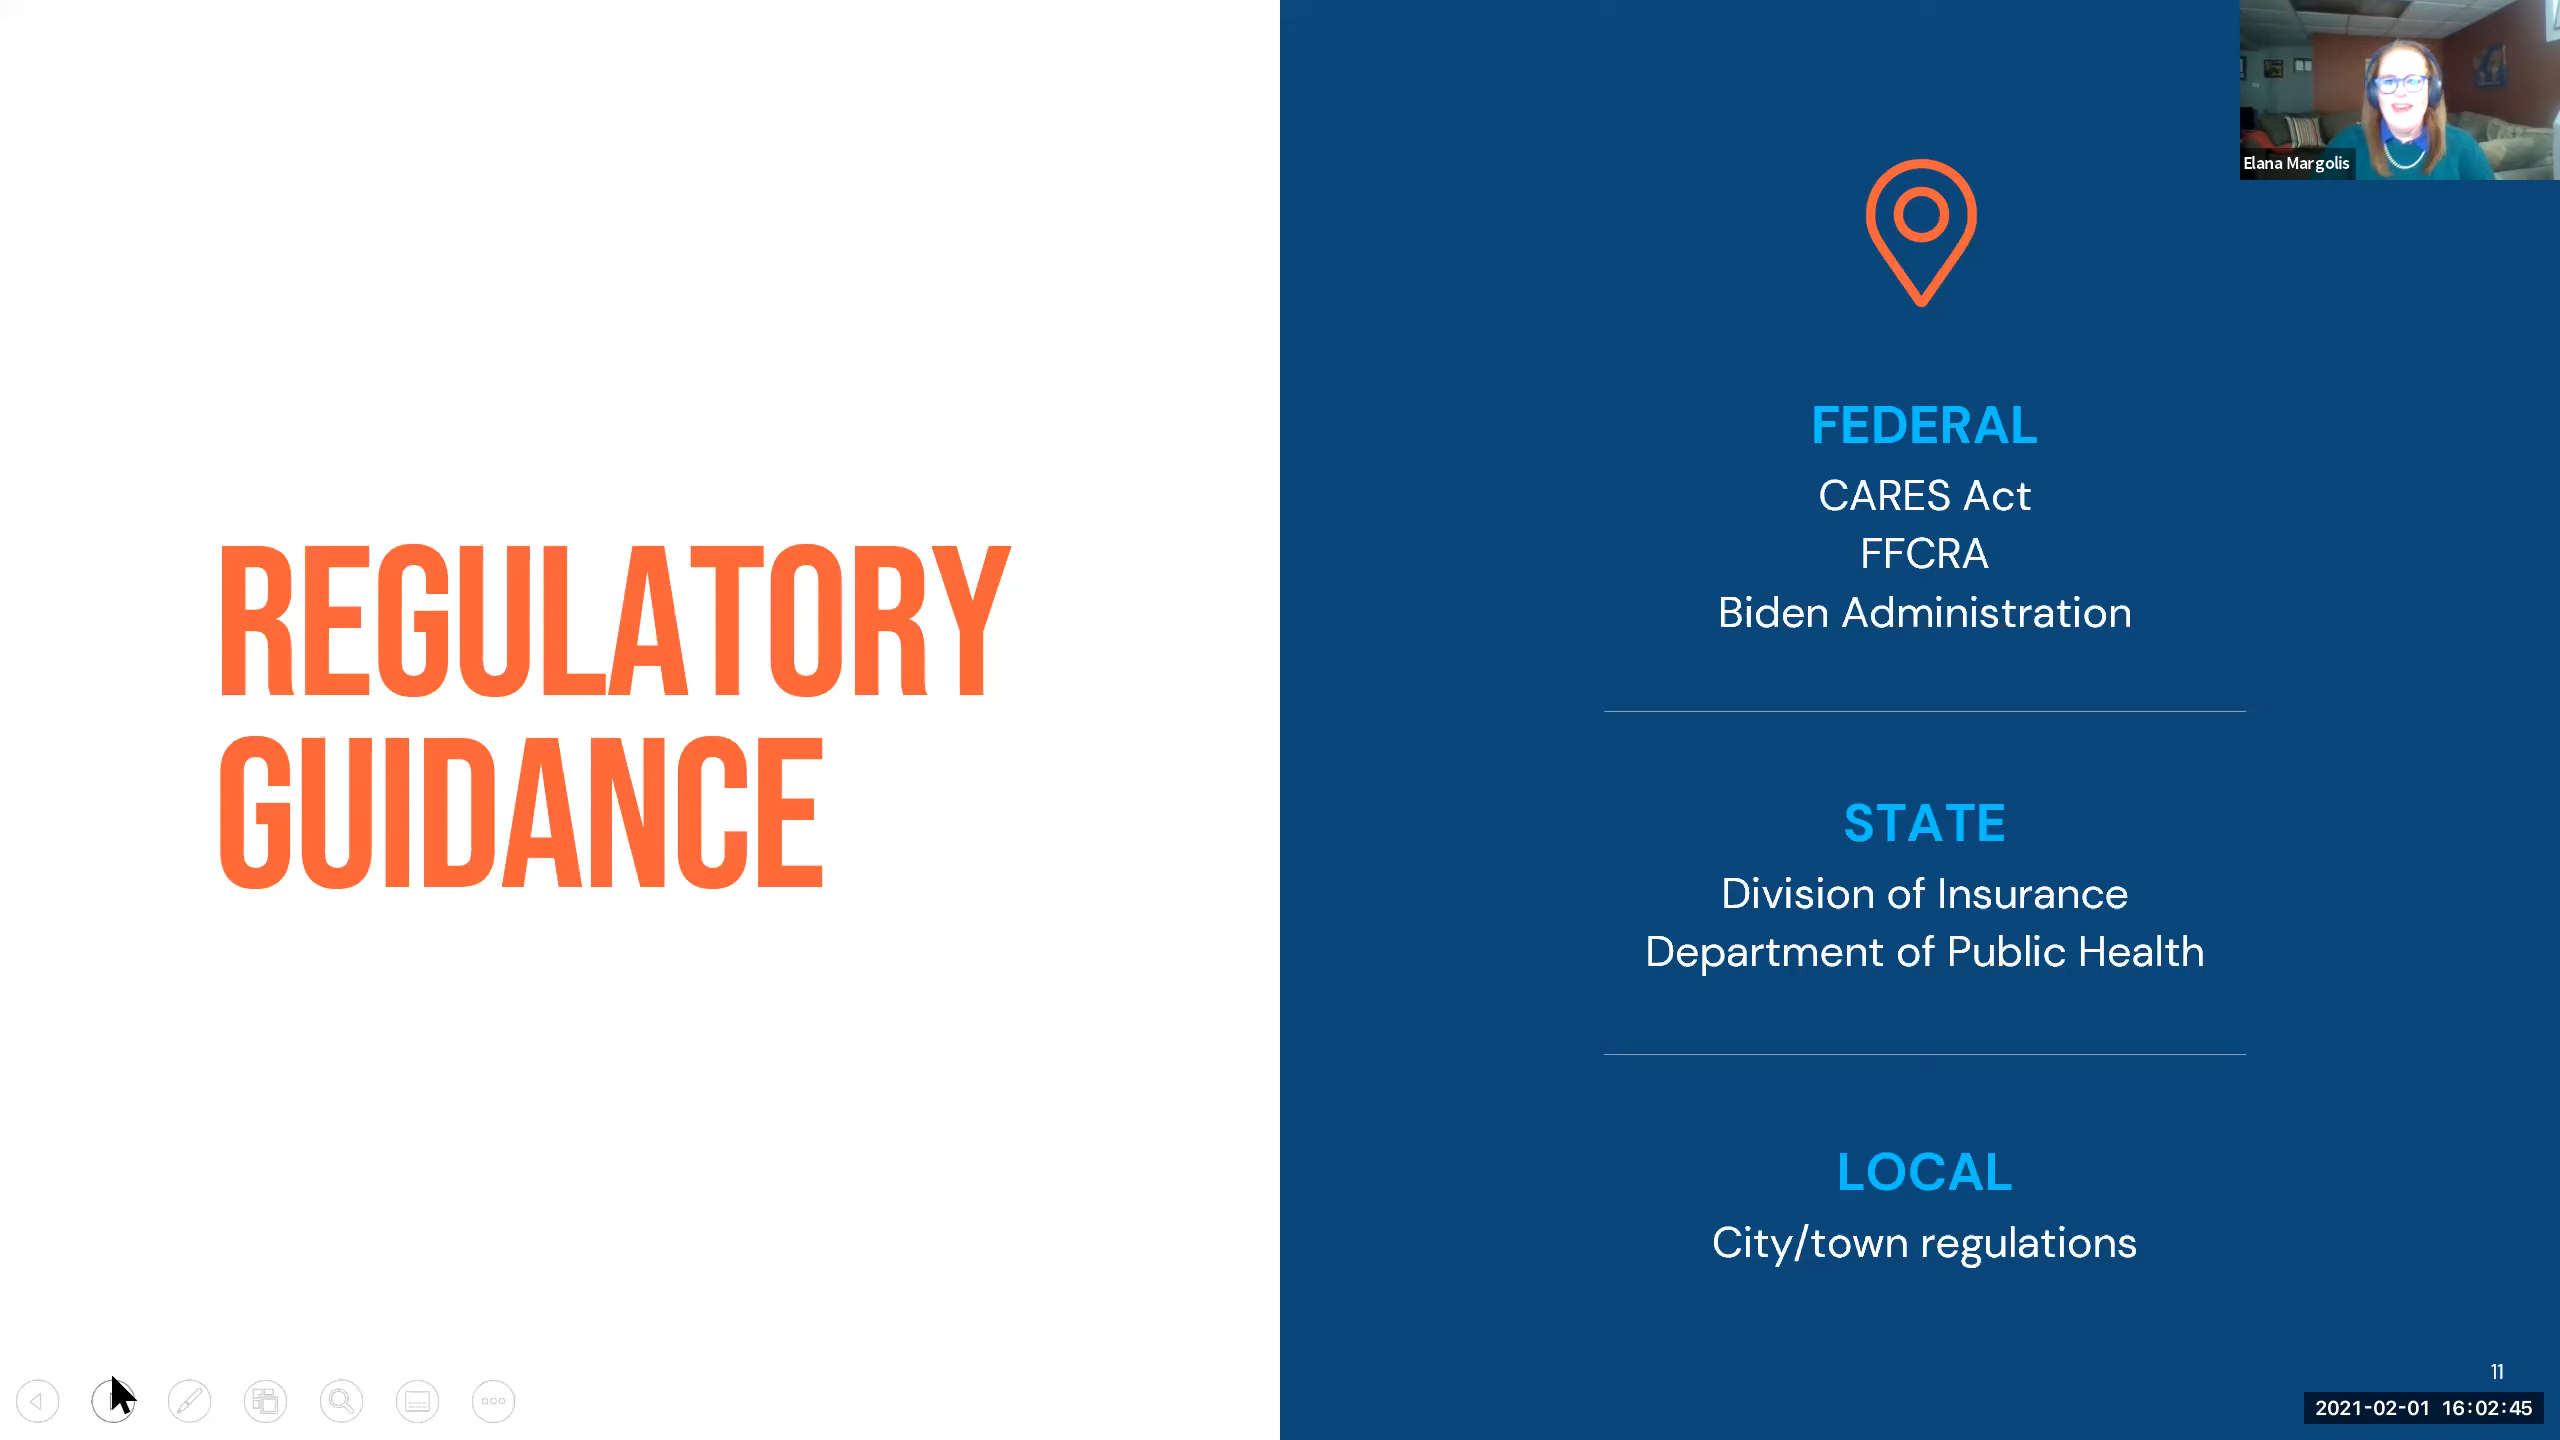 REGULATORY
GUIDANCE
Elana Margolis
FEDERAL
CARES Act
FFCRA
Biden Administration
STATE
Division of Insurance
Department of Public Health
LOCAL
City/town regulations
11
2021-02-01 16:02:45